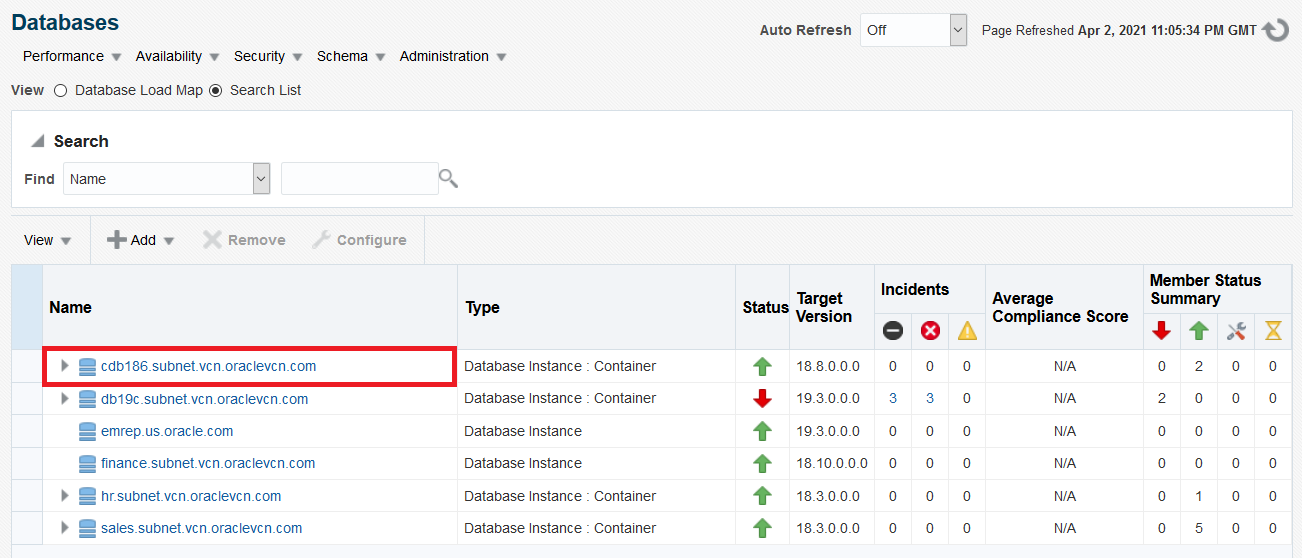 Databases
Auto Refresh Off Page Refreshed Apr 2, 2021 11:05:34 PM GMT
Performance Availability Security Schema Administration
View Database Load Map Search List
Search
Find Name
View Add Remove Configure
Name Type Status Target Version Incidents Average Compliance Score Member Status Summary
cdb186.subnet.vcn.oraclevcn.com Database Instance : Container 18.8.0.0.0 0 0 0 N/A 0 2 0 0
db19c.subnet.vcn.oraclevcn.com Database Instance : Container 19.3.0.0.0 3 3 0 N/A 2 0 0 0
emrep.us.oracle.com Database Instance 19.3.0.0.0 0 0 0 N/A 0 0 0 0
finance.subnet.vcn.oraclevcn.com Database Instance 18.10.0.0.0 0 0 0 N/A 0 0 0 0
hr.subnet.vcn.oraclevcn.com Database Instance : Container 18.3.0.0.0 0 0 0 N/A 0 1 0 0
sales.subnet.vcn.oraclevcn.com Database Instance : Container 18.3.0.0.0 0 0 0 N/A 0 5 0 0